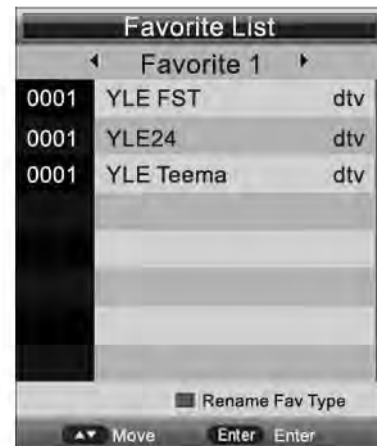 Favorite List
Favorite 1
0001 YLE FST dtv
0001 YLE24 dtv
0001 YLE Teema dtv
Rename Fav Type
Move Enter Enter